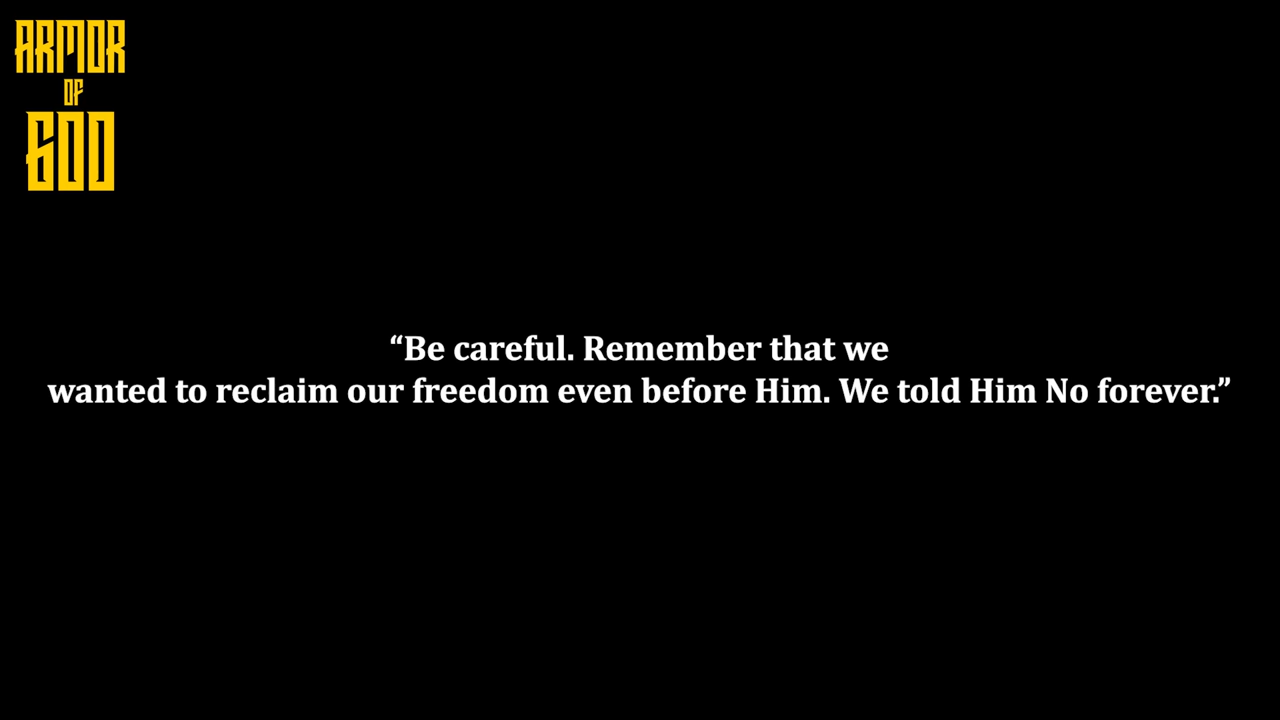 ARMOR
OF
GOD
“Be careful. Remember that we
wanted to reclaim our freedom even before Him. We told Him No forever.”